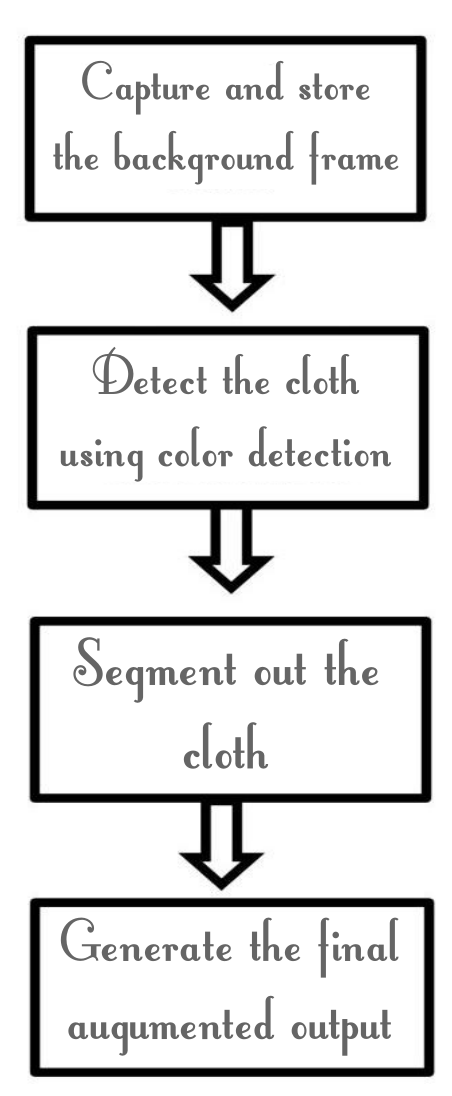 Capture and store
the background frame
Detect the cloth
using color detection
Segment out the
cloth
Generate the final
augumented output